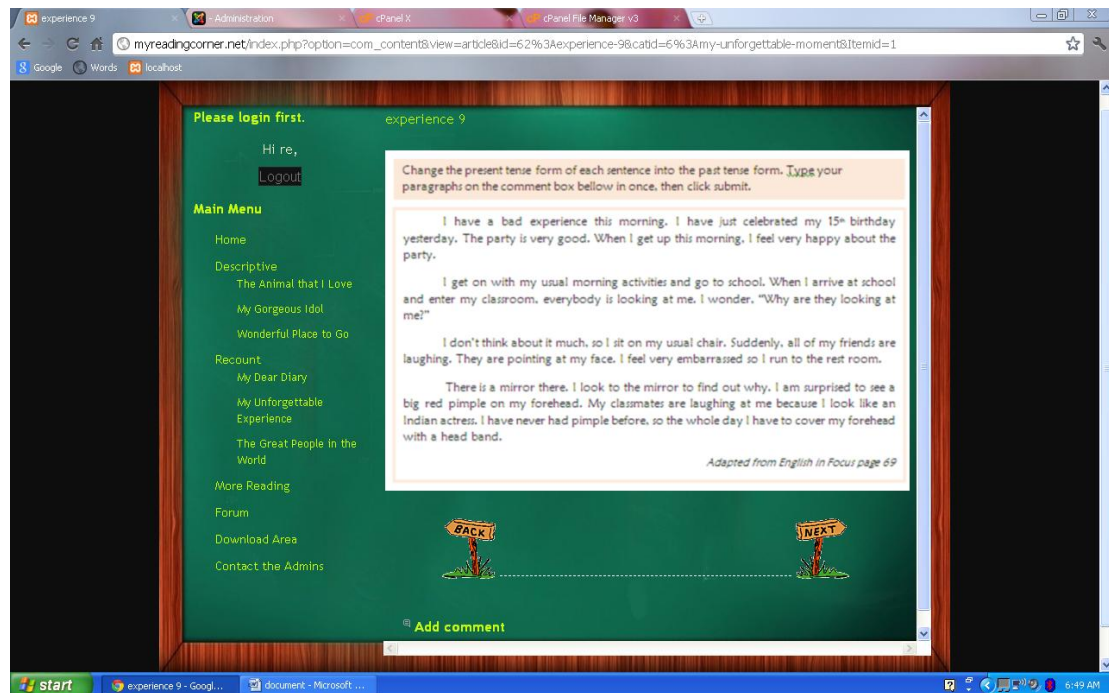 experience 9
- Administration
cPanel X
cPanel File Manager v3
myreadingcorner.net/index.php?option=com_content&view=article&id=62%3Aexperience-9&catid=6%3Amy-unforgettable-moment&Itemid=1
Google
Words
localhost
Please login first.
Hi re,
Logout
Main Menu
Home
Descriptive
The Animal that I Love
My Gorgeous Idol
Wonderful Place to Go
Recount
My Dear Diary
My Unforgettable
Experience
The Great People in the
World
More Reading
Forum
Download Area
Contact the Admins
experience 9
Change the present tense form of each sentence into the past tense form. Type your
paragraphs on the comment box bellow in once, then click submit.
I have a bad experience this morning. I have just celebrated my 15th birthday
yesterday. The party is very good. When I get up this morning, I feel very happy about the
party.
I get on with my usual morning activities and go to school. When I arrive at school
and enter my classroom, everybody is looking at me. I wonder, "Why are they looking at
me?"
I don't think about it much, so I sit on my usual chair. Suddenly, all of my friends are
laughing. They are pointing at my face. I feel very embarrassed so I run to the rest room.
There is a mirror there. I look to the mirror to find out why. I am surprised to see a
big red pimple on my forehead. My classmates are laughing at me because I look like an
Indian actress. I have never had pimple before, so the whole day I have to cover my forehead
with a head band.
Adapted from English in Focus page 69
BACK
NEXT
Add comment
start
experience 9 - Googl...
document - Microsoft ...
6:49 AM